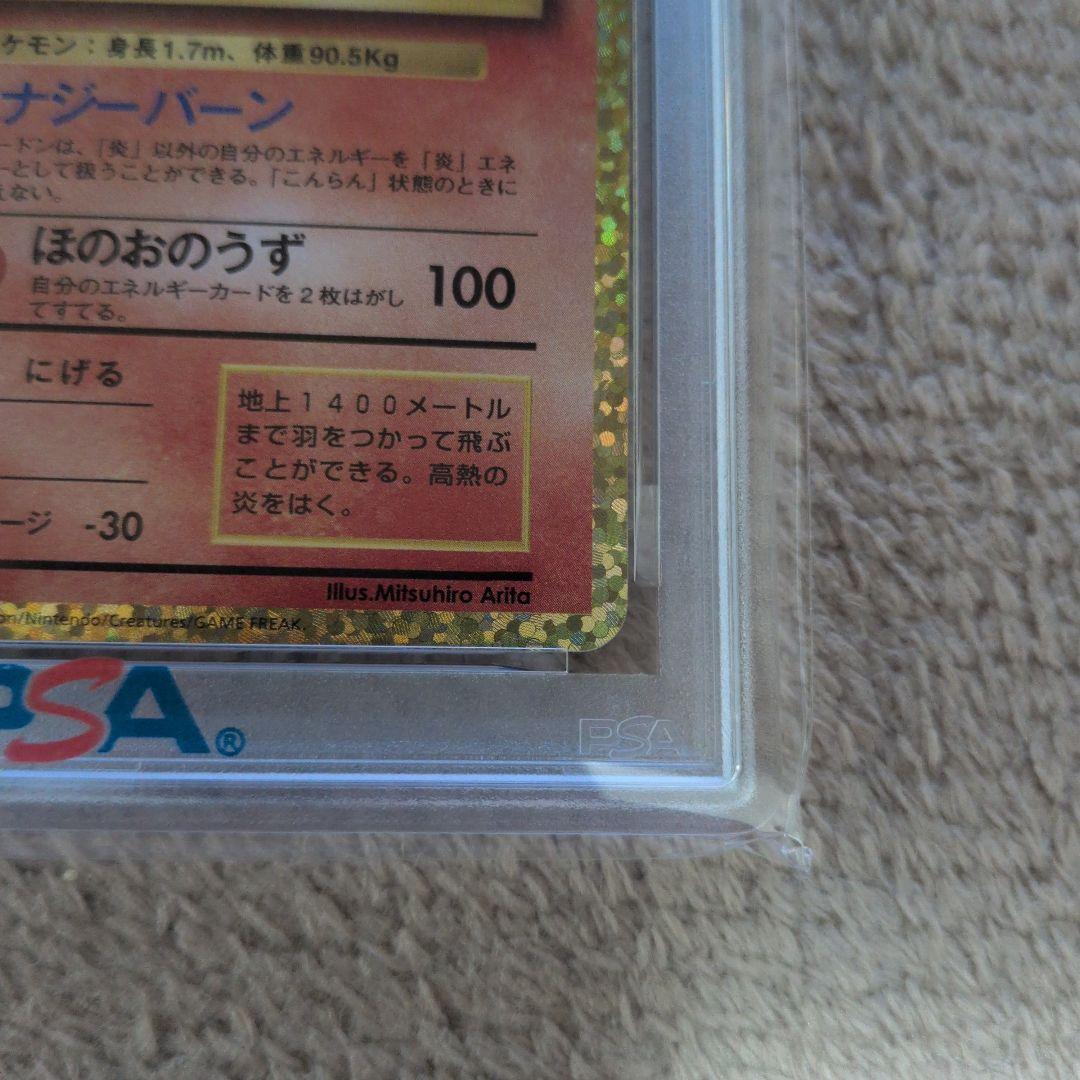 ケモン：身長1.7m、体重90.5Kg
ナジーバーン
ードンは、「炎」以外の自分のエネルギーを「炎」エネ
ーとして扱うことができる。「こんらん」状態のときに
えない。
ほのおのうず
100
自分のエネルギーカードを２枚はがし
てすてる。
にげる
地上１４００メートル
まで羽をつかって飛ぶ
ことができる。高熱の
炎をはく。
ージ -30
Illus.Mitsuhiro Arita
on/Nintendo/Creatures/GAME FREAK.
PSA®
PSA